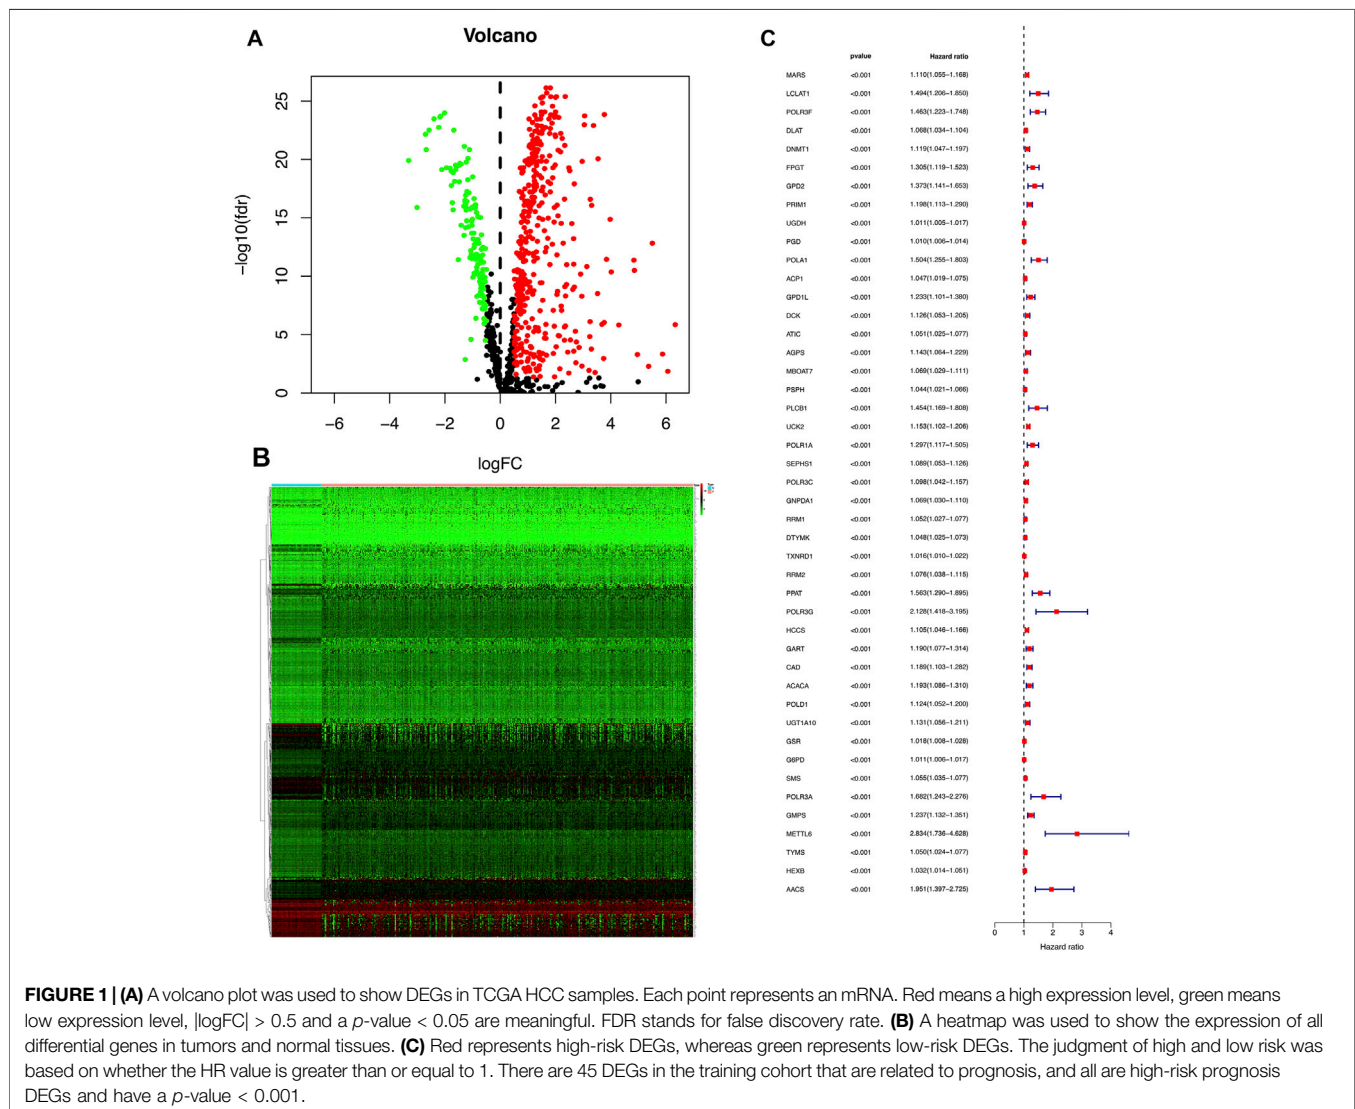 A
Volcano
−log10(fdr)
25
20
15
10
5
0
−6 −4 −2 0 2 4 6
logFC
B
C
pvalue Hazard ratio
MARS <0.001 1.110(1.055−1.168)
LCLAT1 <0.001 1.494(1.206−1.850)
POLR3F <0.001 1.463(1.223−1.748)
DLAT <0.001 1.068(1.034−1.104)
DNMT1 <0.001 1.119(1.047−1.197)
FPGT <0.001 1.305(1.119−1.523)
GPD2 <0.001 1.373(1.141−1.653)
PRIM1 <0.001 1.198(1.113−1.290)
UGDH <0.001 1.011(1.005−1.017)
PGD <0.001 1.010(1.006−1.014)
POLA1 <0.001 1.504(1.255−1.803)
ACP1 <0.001 1.047(1.019−1.075)
GPD1L <0.001 1.233(1.101−1.380)
DCK <0.001 1.126(1.053−1.205)
ATIC <0.001 1.051(1.025−1.077)
AGPS <0.001 1.143(1.064−1.229)
MBOAT7 <0.001 1.069(1.029−1.111)
PSPH <0.001 1.044(1.021−1.066)
PLCB1 <0.001 1.454(1.169−1.808)
UCK2 <0.001 1.153(1.102−1.206)
POLR1A <0.001 1.297(1.117−1.505)
SEPHS1 <0.001 1.089(1.053−1.126)
POLR3C <0.001 1.098(1.042−1.157)
GNPDA1 <0.001 1.069(1.030−1.110)
RRM1 <0.001 1.052(1.027−1.077)
DTYMK <0.001 1.048(1.025−1.073)
TXNRD1 <0.001 1.016(1.010−1.022)
RRM2 <0.001 1.076(1.038−1.115)
PPAT <0.001 1.563(1.290−1.895)
POLR3G <0.001 2.128(1.418−3.195)
HCCS <0.001 1.105(1.046−1.166)
GART <0.001 1.190(1.077−1.314)
CAD <0.001 1.189(1.103−1.282)
ACACA <0.001 1.193(1.086−1.310)
POLD1 <0.001 1.124(1.052−1.200)
UGT1A10 <0.001 1.131(1.056−1.211)
GSR <0.001 1.018(1.008−1.028)
G6PD <0.001 1.011(1.006−1.017)
SMS <0.001 1.055(1.035−1.077)
POLR3A <0.001 1.682(1.243−2.276)
GMPS <0.001 1.237(1.132−1.351)
METTL6 <0.001 2.834(1.736−4.628)
TYMS <0.001 1.050(1.024−1.077)
HEXB <0.001 1.032(1.014−1.051)
AACS <0.001 1.951(1.397−2.725)
0 1 2 3 4
Hazard ratio
FIGURE 1 | (A) A volcano plot was used to show DEGs in TCGA HCC samples. Each point represents an mRNA. Red means a high expression level, green means
low expression level, |logFC| > 0.5 and a p-value < 0.05 are meaningful. FDR stands for false discovery rate. (B) A heatmap was used to show the expression of all
differential genes in tumors and normal tissues. (C) Red represents high-risk DEGs, whereas green represents low-risk DEGs. The judgment of high and low risk was
based on whether the HR value is greater than or equal to 1. There are 45 DEGs in the training cohort that are related to prognosis, and all are high-risk prognosis
DEGs and have a p-value < 0.001.